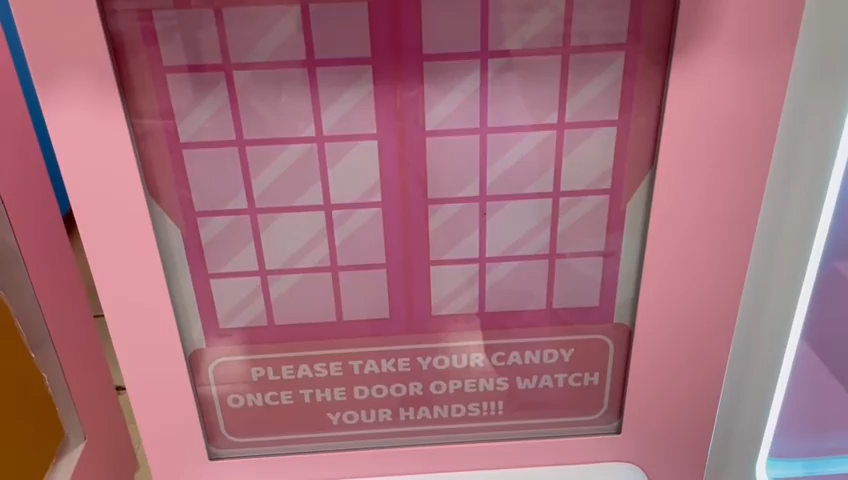 PLEASE TAKE YOUR CANDY
ONCE THE DOOR OPENS WATCH
YOUR HANDS!!!